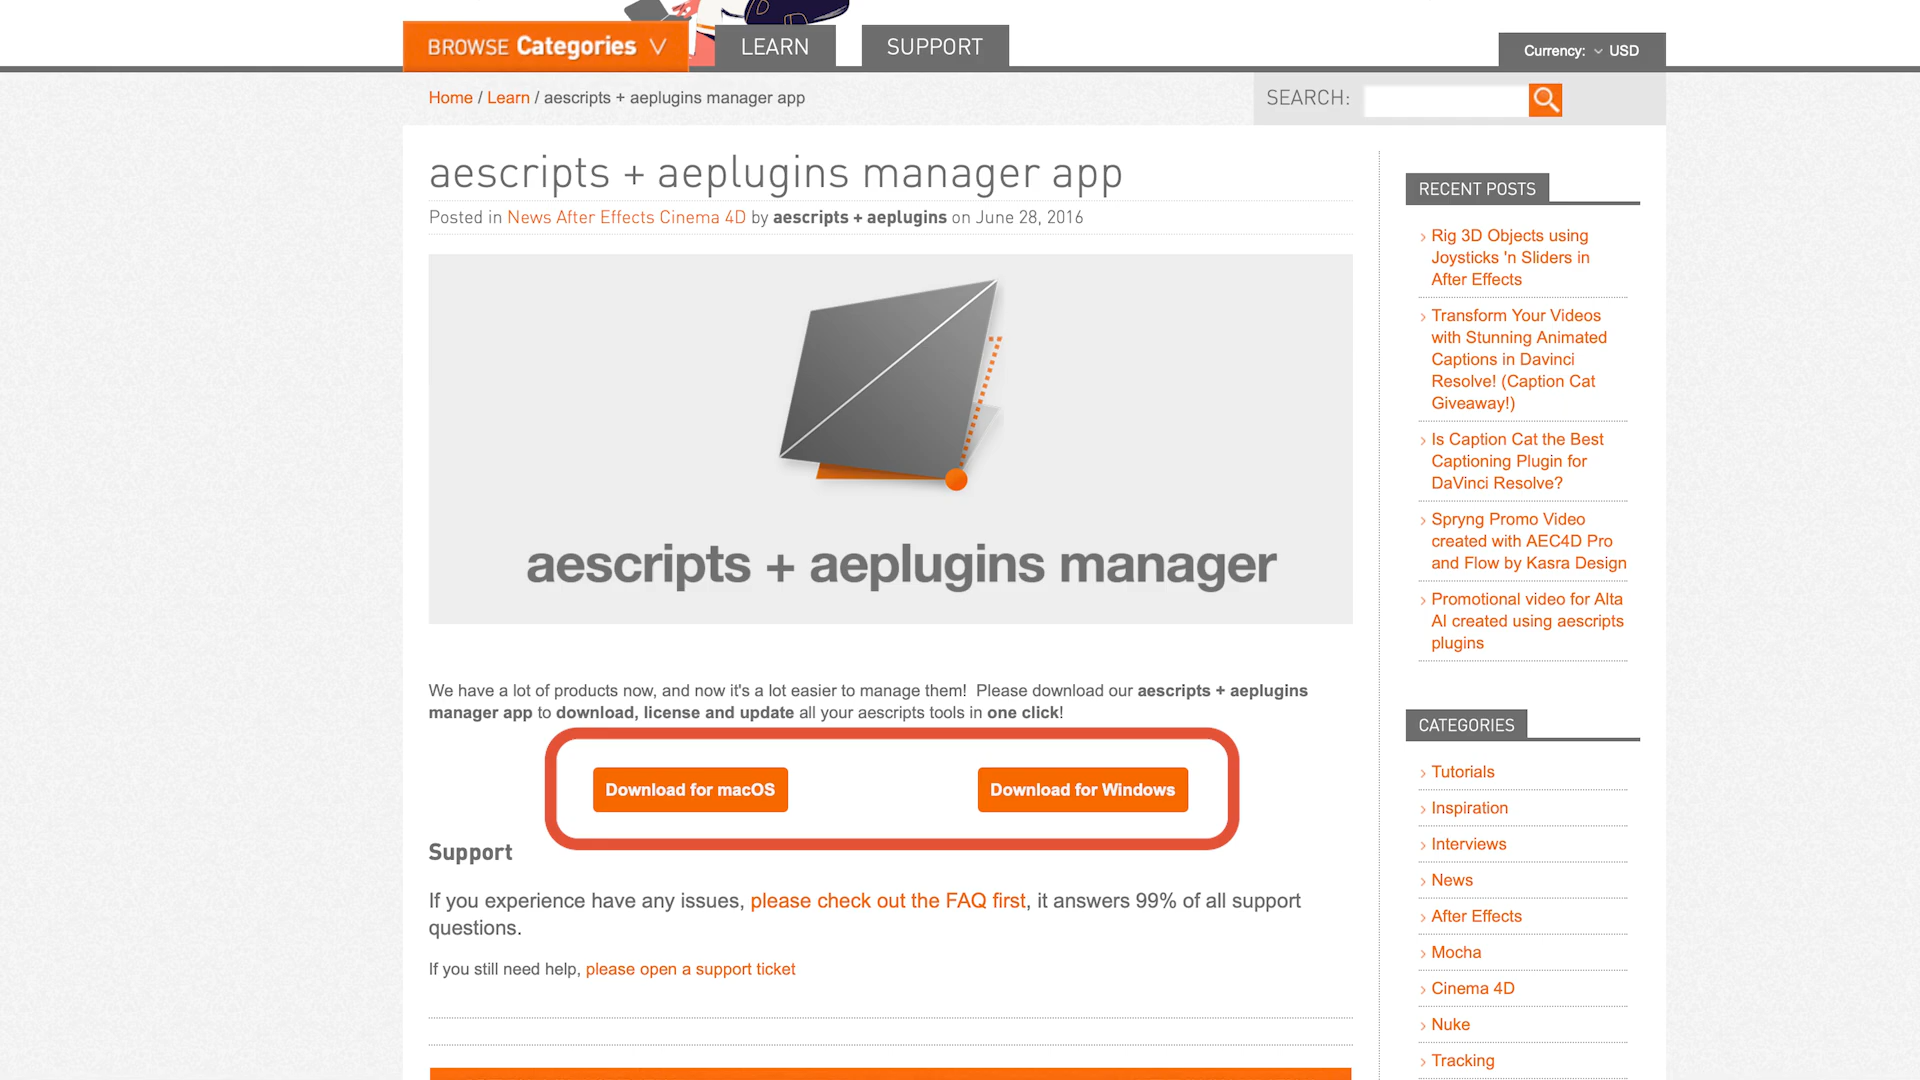 BROWSE Categories V
LEARN
SUPPORT
Currency: USD
Home / Learn / aescripts + aeplugins manager app
SEARCH:
aescripts + aeplugins manager app
Posted in News After Effects Cinema 4D by aescripts + aeplugins on June 28, 2016
aescripts + aeplugins manager
We have a lot of products now, and now it's a lot easier to manage them!  Please download our aescripts + aeplugins
manager app to download, license and update all your aescripts tools in one click!
Download for macOS
Download for Windows
Support
If you experience have any issues, please check out the FAQ first, it answers 99% of all support
questions.
If you still need help, please open a support ticket
RECENT POSTS
Rig 3D Objects using
Joysticks 'n Sliders in
After Effects
Transform Your Videos
with Stunning Animated
Captions in Davinci
Resolve! (Caption Cat
Giveaway!)
Is Caption Cat the Best
Captioning Plugin for
DaVinci Resolve?
Spryng Promo Video
created with AEC4D Pro
and Flow by Kasra Design
Promotional video for Alta
AI created using aescripts
plugins
CATEGORIES
Tutorials
Inspiration
Interviews
News
After Effects
Mocha
Cinema 4D
Nuke
Tracking